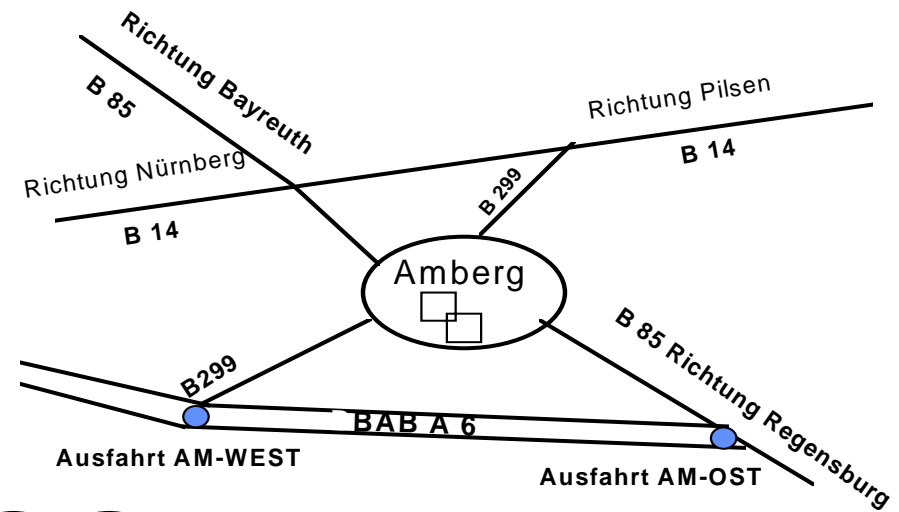 Richtung Bayreuth
B 85
Richtung Pilsen
B 14
Richtung Nürnberg
B 14
B 299
Amberg
B 85 Richtung Regensburg
B299
BAB A 6
Ausfahrt AM-WEST
Ausfahrt AM-OST